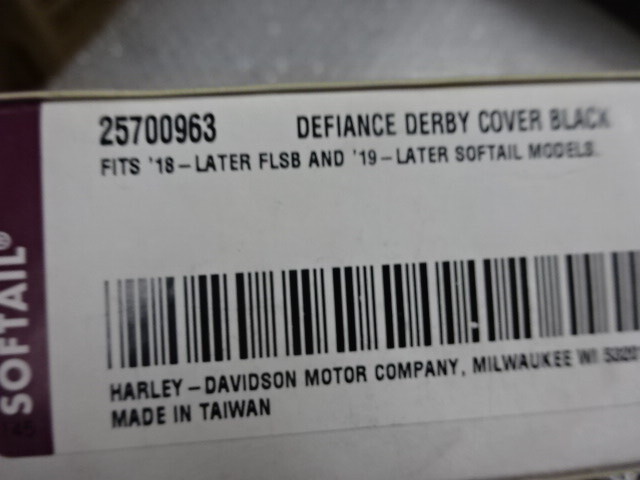 25700963 DEFIANCE DERBY COVER BLACK
FITS '18-LATER FLSB AND '19-LATER SOFTAIL MODELS.
HARLEY-DAVIDSON MOTOR COMPANY, MILWAUKEE WI
MADE IN TAIWAN
SOFTAIL®